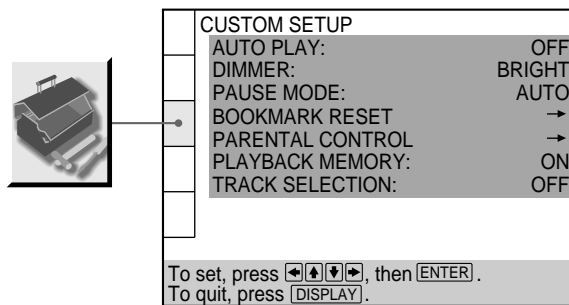 CUSTOM SETUP
AUTO PLAY: OFF
DIMMER: BRIGHT
PAUSE MODE: AUTO
BOOKMARK RESET →
PARENTAL CONTROL →
PLAYBACK MEMORY: ON
TRACK SELECTION: OFF
To set, press ←↑↓→, then ENTER.
To quit, press DISPLAY.